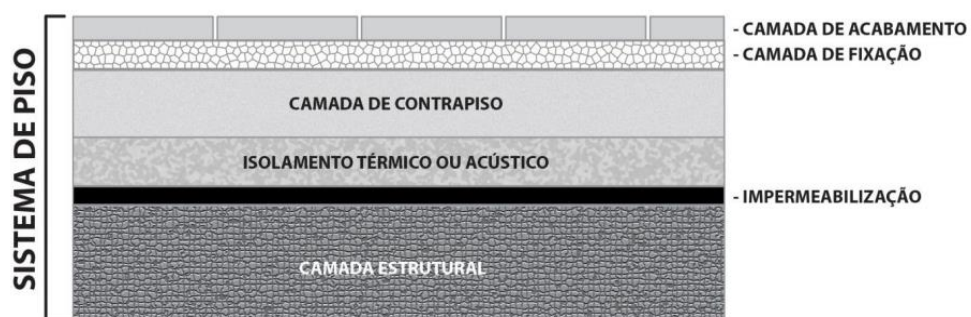 SISTEMA DE PISO
- CAMADA DE ACABAMENTO
- CAMADA DE FIXAÇÃO
CAMADA DE CONTRAPISO
ISOLAMENTO TÉRMICO OU ACÚSTICO
- IMPERMEABILIZAÇÃO
CAMADA ESTRUTURAL